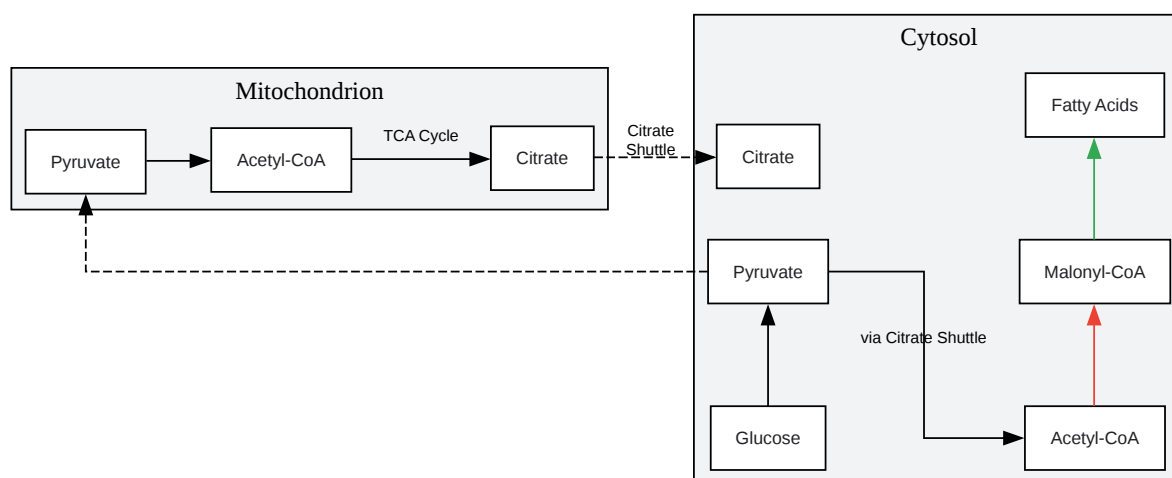 Mitochondrion
Pyruvate
Acetyl-CoA
TCA Cycle
Citrate
Citrate
Shuttle
Cytosol
Citrate
Fatty Acids
Pyruvate
Malonyl-CoA
via Citrate Shuttle
Glucose
Acetyl-CoA